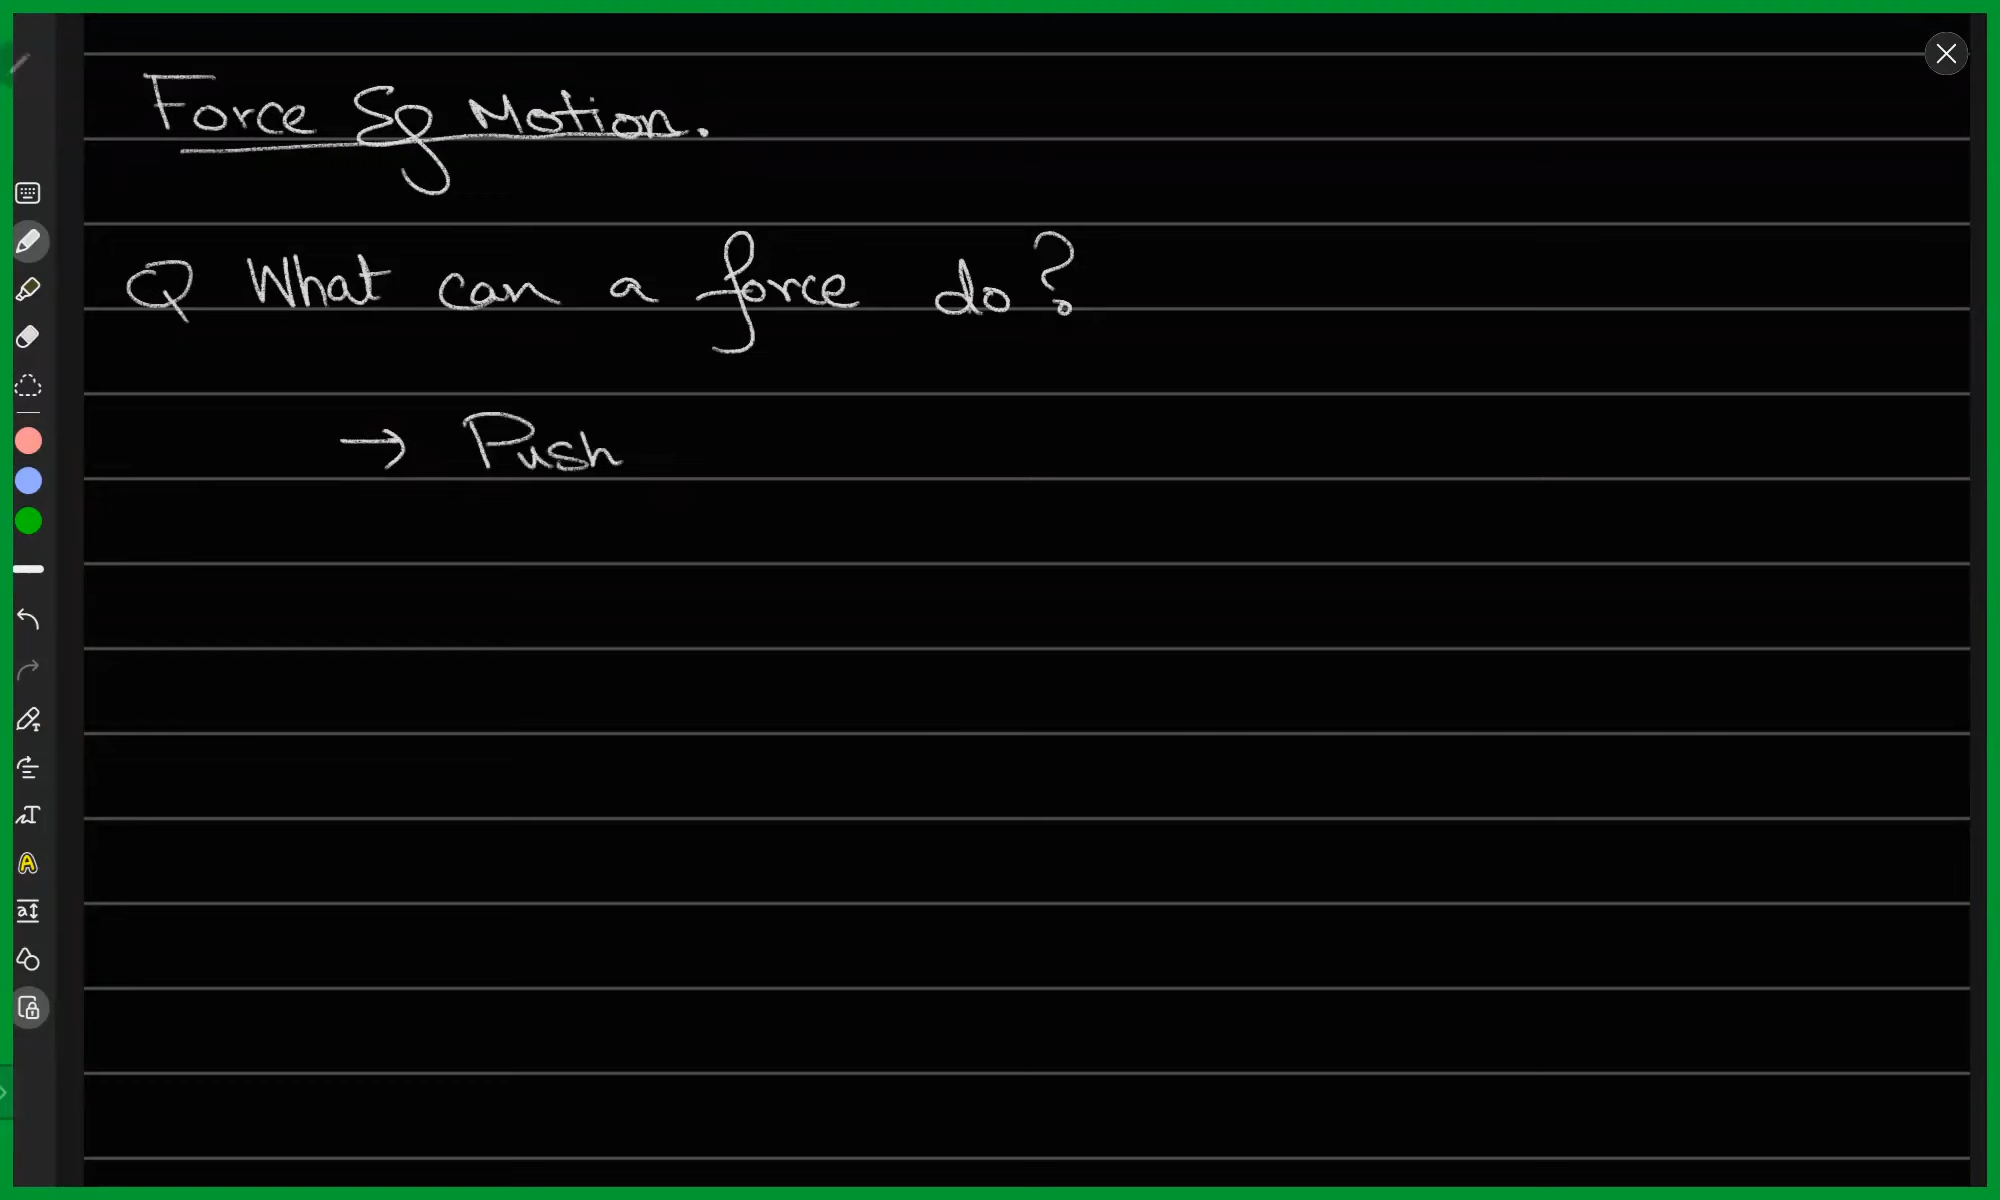 Force & Motion.
Q What can a force do?
→ Push